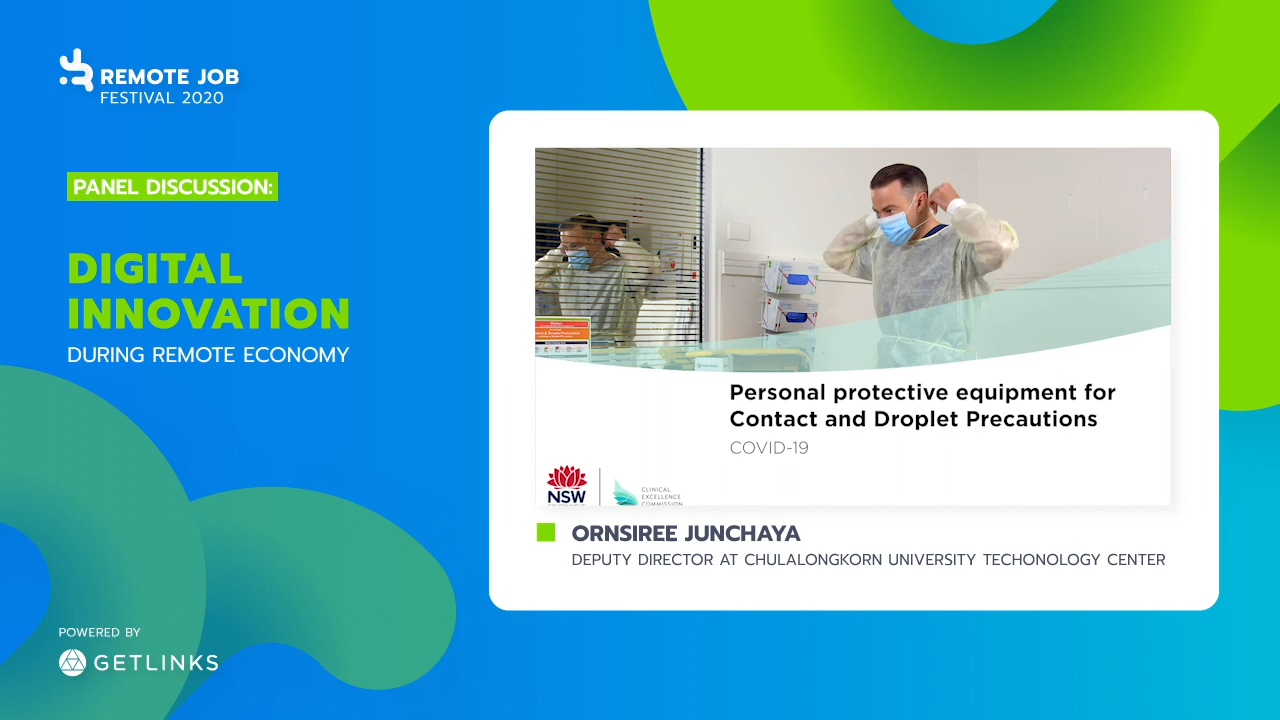 REMOTE JOB
FESTIVAL 2020
PANEL DISCUSSION:
DIGITAL
INNOVATION
DURING REMOTE ECONOMY
Personal protective equipment for
Contact and Droplet Precautions
COVID-19
NSW
CLINICAL
EXCELLENCE
COMMISSION
ORNSIREE JUNCHAYA
DEPUTY DIRECTOR AT CHULALONGKORN UNIVERSITY TECHONOLOGY CENTER
POWERED BY
GETLINKS